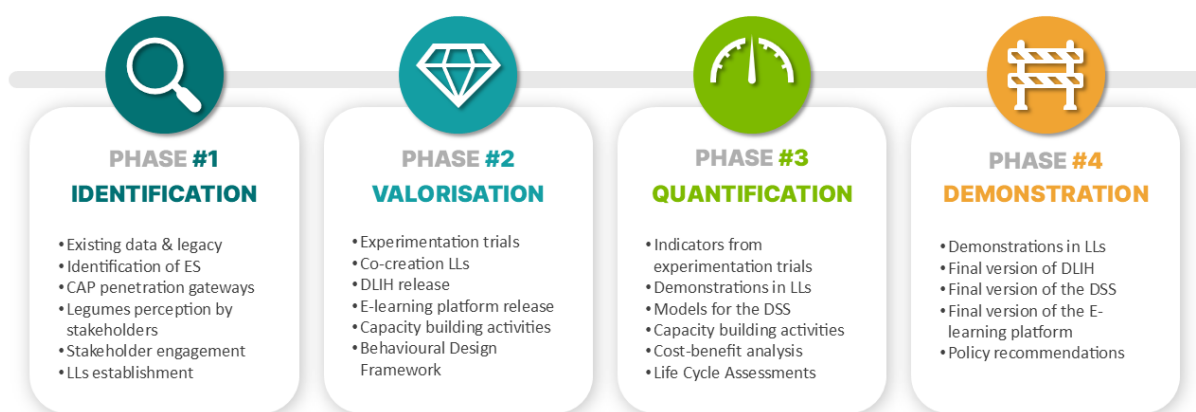 PHASE #1
IDENTIFICATION
• Existing data & legacy
• Identification of ES
• CAP penetration gateways
• Legumes perception by
stakeholders
• Stakeholder engagement
• LLs establishment
PHASE #2
VALORISATION
• Experimentation trials
• Co-creation LLs
• DLIH release
• E-learning platform release
• Capacity building activities
• Behavioural Design
Framework
PHASE #3
QUANTIFICATION
• Indicators from
experimentation trials
• Demonstrations in LLs
• Models for the DSS
• Capacity building activities
• Cost-benefit analysis
• Life Cycle Assessments
PHASE #4
DEMONSTRATION
• Demonstrations in LLs
• Final version of DLIH
• Final version of the DSS
• Final version of the E-
learning platform
• Policy recommendations